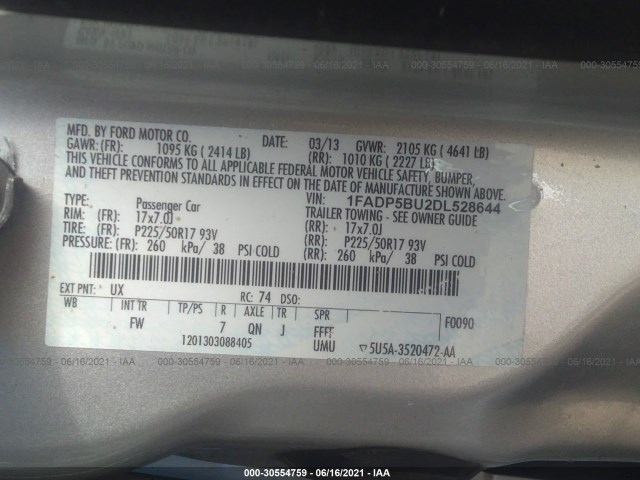 MFD. BY FORD MOTOR CO.
DATE: 03/13 GVWR: 2105 KG ( 4641 LB)
GAWR: (FR): 1095 KG ( 2414 LB) (RR): 1010 KG ( 2227 LB)
THIS VEHICLE CONFORMS TO ALL APPLICABLE FEDERAL MOTOR VEHICLE SAFETY, BUMPER,
AND THEFT PREVENTION STANDARDS IN EFFECT ON THE DATE OF MANUFACTURE SHOWN ABOVE.
VIN: 1FADP5BU2DL528644
TYPE: Passenger Car TRAILER TOWING - SEE OWNER GUIDE
RIM: (FR) 17x7.0J (RR) 17x7.0J
TIRE: (FR) P225/50R17 93V (RR) P225/50R17 93V
(FR) 260 kPa/ 38 PSI COLD (RR) 260 kPa/ 38 PSI COLD
EXT PNT: UX RC: 74 DSO:
WB INT TR TP/PS R AXLE TR SPR F0090
FW 7 QN J FFFT
1201303088405 UMU ▽5U5A-3520472-AA
000-30554759 - 06/16/2021 - IAA